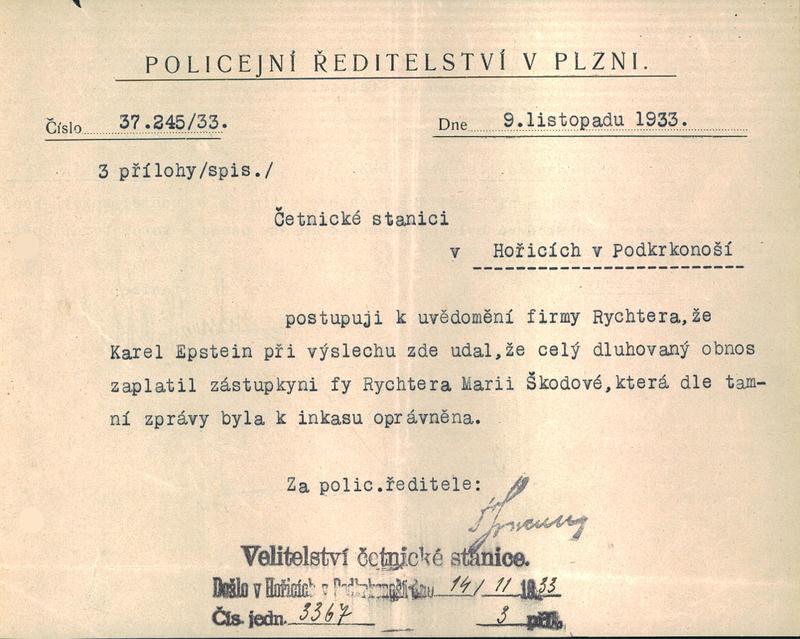 POLICEJNÍ ŘEDITELSTVÍ V PLZNI.
Číslo 37.245/33. Dne 9.listopadu 1933.
3 přílohy/spis./
Četnické stanici
v Hořicích v Podkrkonoší
postupuji k uvědomění firmy Rychtera,že
Karel Epstein při výslechu zde udal,že celý dluhovaný obnos
zaplatil zástupkyni fy Rychtera Marii Škodové,která dle tam-
ní zprávy byla k inkasu oprávněna.
Za polic.ředitele:
Velitelství četnické stanice.
Došlo v Hořicích v Podkrkonoší dne 14/11 1933
Čís. jedn. 3367 3 příl.